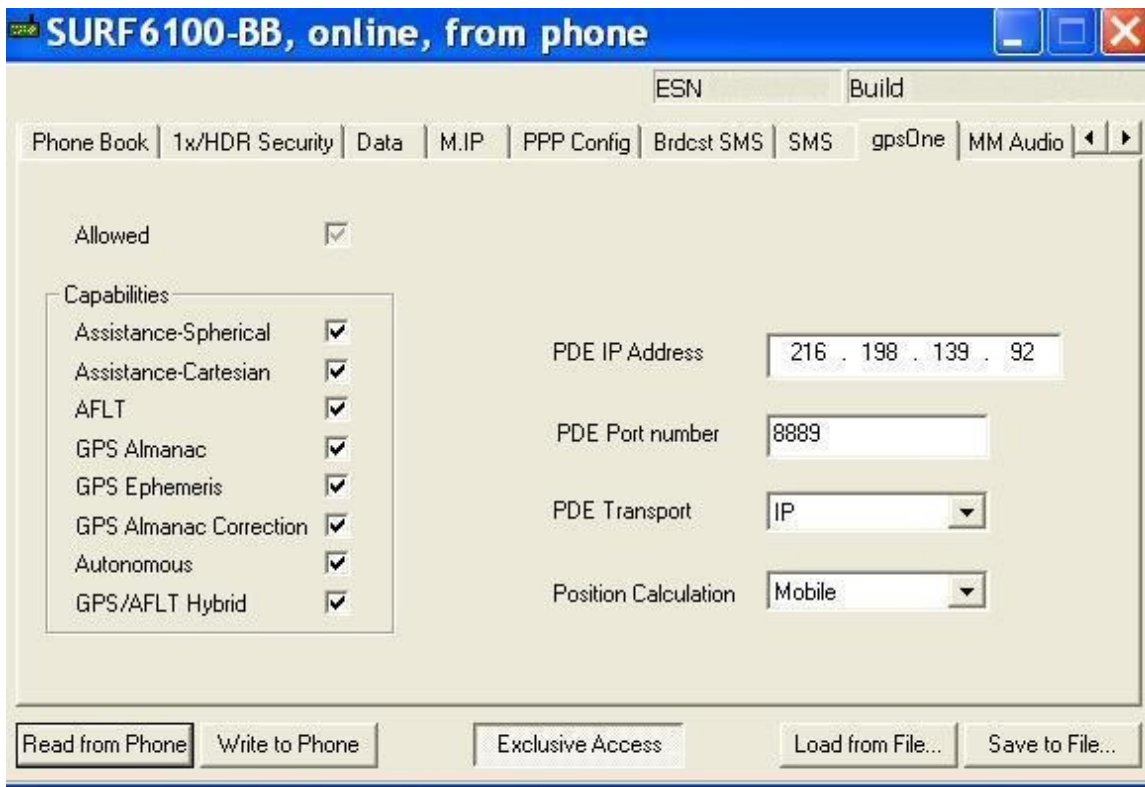 SURF6100-BB, online, from phone
ESN Build
Phone Book 1x/HDR Security Data M.IP PPP Config Brdcst SMS SMS gpsOne MM Audio
Allowed
Capabilities
Assistance-Spherical
Assistance-Cartesian
AFLT
GPS Almanac
GPS Ephemeris
GPS Almanac Correction
Autonomous
GPS/AFLT Hybrid
PDE IP Address 216 . 198 . 139 . 92
PDE Port number 8889
PDE Transport IP
Position Calculation Mobile
Read from Phone Write to Phone Exclusive Access Load from File... Save to File...